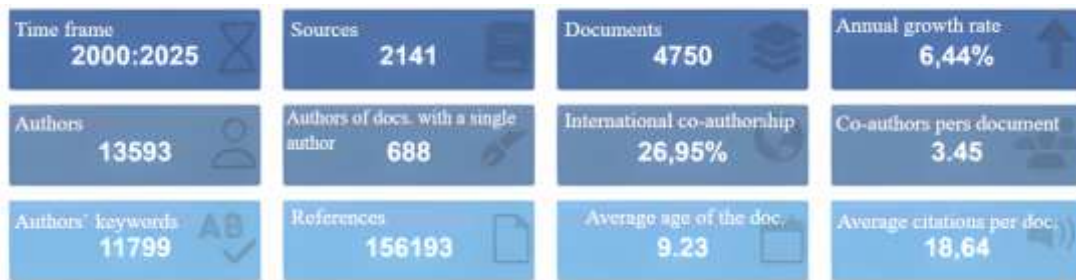 Time frame
2000:2025
Sources
2141
Documents
4750
Annual growth rate
6,44%
Authors
13593
Authors of docs. with a single
author
688
International co-authorship
26,95%
Co-authors pers document
3.45
Authors´ keywords
11799
AB
References
156193
Average age of the doc.
9.23
Average citations per doc.
18,64